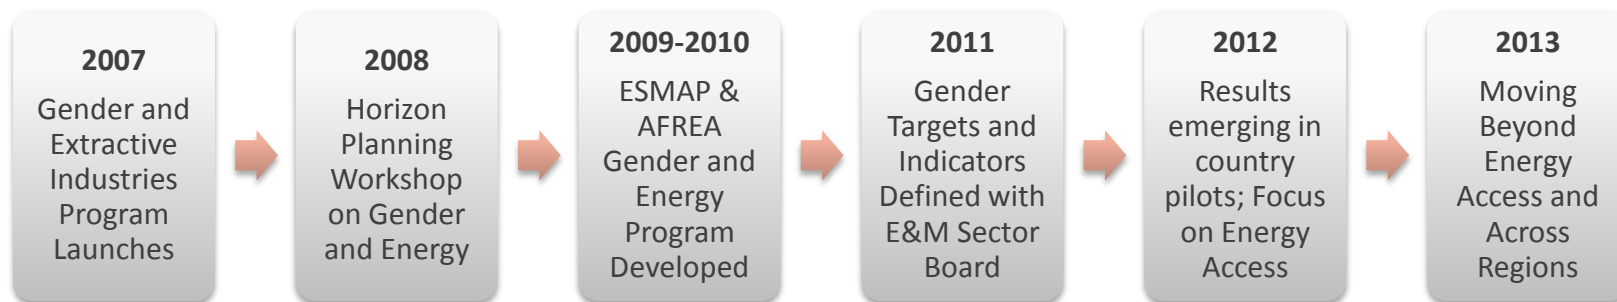 2007
Gender and
Extractive
Industries
Program
Launches
2008
Horizon
Planning
Workshop
on Gender
and Energy
2009-2010
ESMAP &
AFREA
Gender and
Energy
Program
Developed
2011
Gender
Targets and
Indicators
Defined with
E&M Sector
Board
2012
Results
emerging in
country
pilots; Focus
on Energy
Access
2013
Moving
Beyond
Energy
Access and
Across
Regions